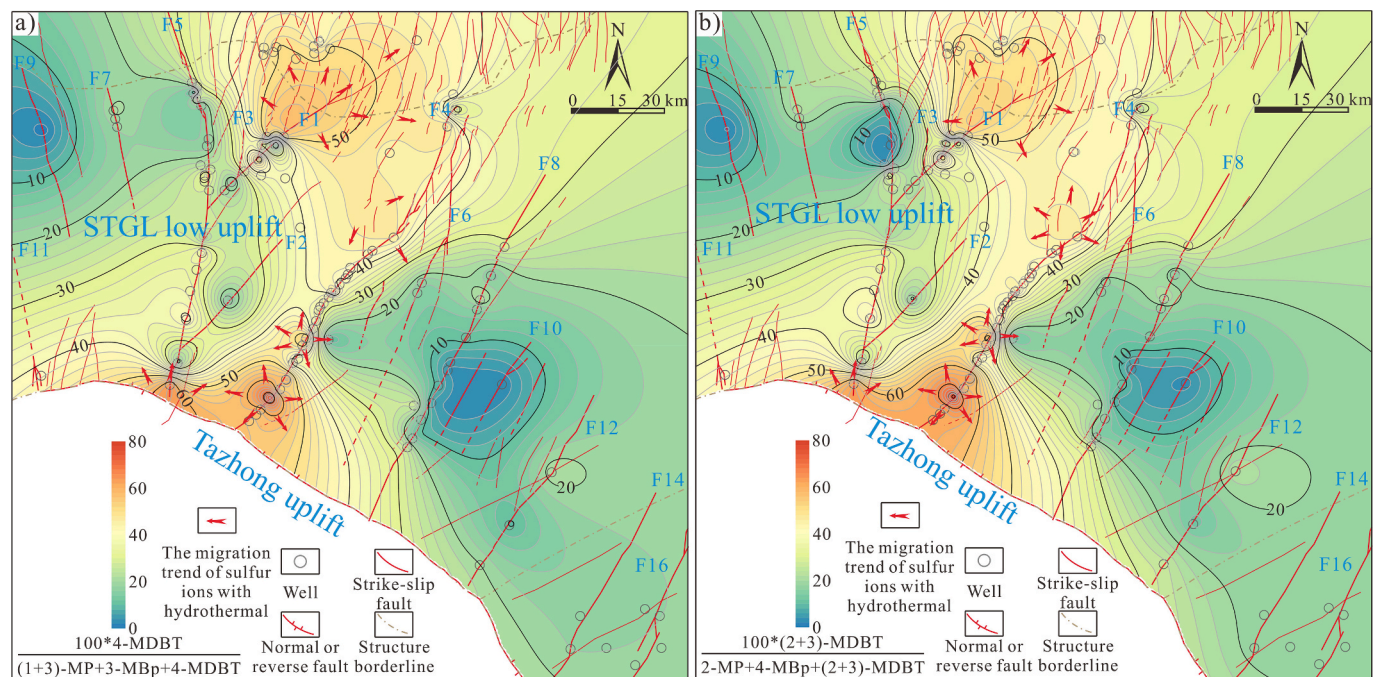 a)
F5
F9
F7
F3
F1
F4
N
0 15 30 km
50
F8
10
F6
STGL low uplift
20
F2
F11
40
30
30
20
F10
10
40
50
60
F12
20
F14
F16
Tazhong uplift
80
60
40
20
0
The migration
trend of sulfur
ions with
hydrothermal
Well
Strike-slip
fault
Normal or
reverse fault
Structure
borderline
100*4-MDBT
(1+3)-MP+3-MBp+4-MDBT
b)
F5
F9
F7
F3
F1
F4
N
0 15 30 km
10
50
F8
10
F6
STGL low uplift
20
F2
F11
40
40
30
30
20
F10
10
40
50
60
F12
20
F14
F16
Tazhong uplift
80
60
40
20
0
The migration
trend of sulfur
ions with
hydrothermal
Well
Strike-slip
fault
Normal or
reverse fault
Structure
borderline
100*(2+3)-MDBT
2-MP+4-MBp+(2+3)-MDBT